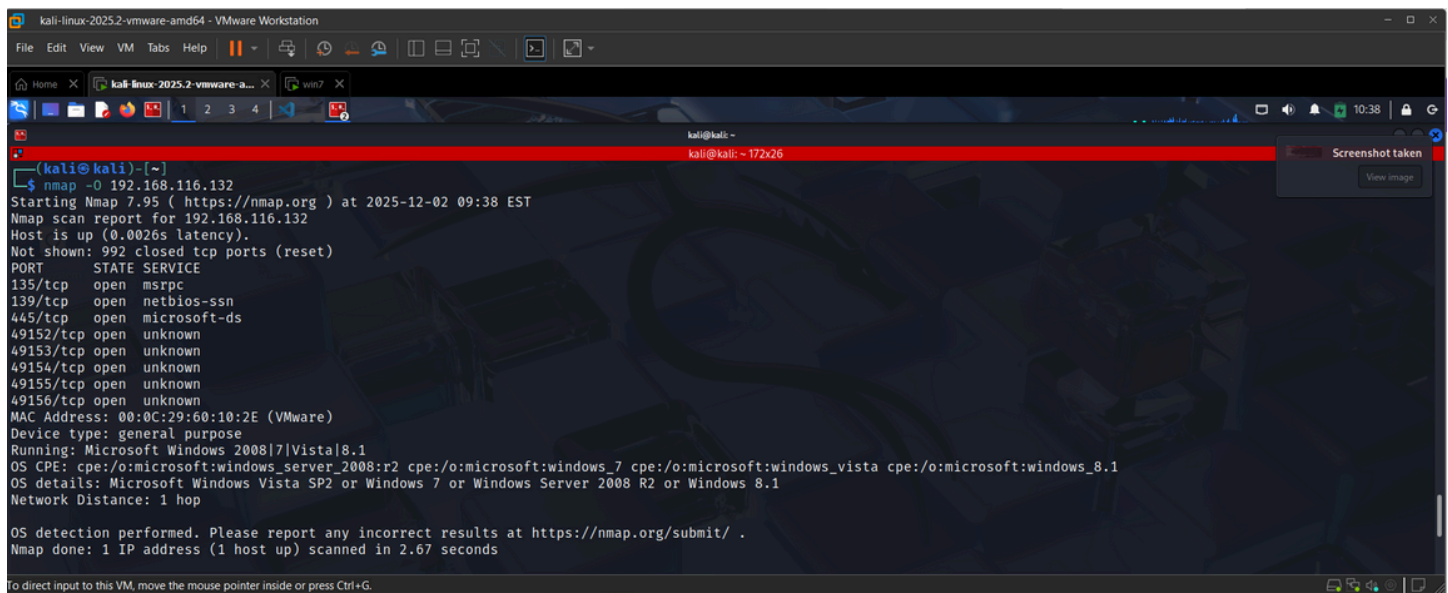 kali-linux-2025.2-vmware-amd64 - VMware Workstation
File Edit View VM Tabs Help
Home kali-linux-2025.2-vmware-a... win7
1 2 3 4 2 10:38
kali@kali: ~
kali@kali: ~ 172x26
Screenshot taken
View image
(kali㉿kali)-[~]
$ nmap -O 192.168.116.132
Starting Nmap 7.95 ( https://nmap.org ) at 2025-12-02 09:38 EST
Nmap scan report for 192.168.116.132
Host is up (0.0026s latency).
Not shown: 992 closed tcp ports (reset)
PORT STATE SERVICE
135/tcp open msrpc
139/tcp open netbios-ssn
445/tcp open microsoft-ds
49152/tcp open unknown
49153/tcp open unknown
49154/tcp open unknown
49155/tcp open unknown
49156/tcp open unknown
MAC Address: 00:0C:29:60:10:2E (VMware)
Device type: general purpose
Running: Microsoft Windows 2008|7|Vista|8.1
OS CPE: cpe:/o:microsoft:windows_server_2008:r2 cpe:/o:microsoft:windows_7 cpe:/o:microsoft:windows_vista cpe:/o:microsoft:windows_8.1
OS details: Microsoft Windows Vista SP2 or Windows 7 or Windows Server 2008 R2 or Windows 8.1
Network Distance: 1 hop
OS detection performed. Please report any incorrect results at https://nmap.org/submit/ .
Nmap done: 1 IP address (1 host up) scanned in 2.67 seconds
To direct input to this VM, move the mouse pointer inside or press Ctrl+G.